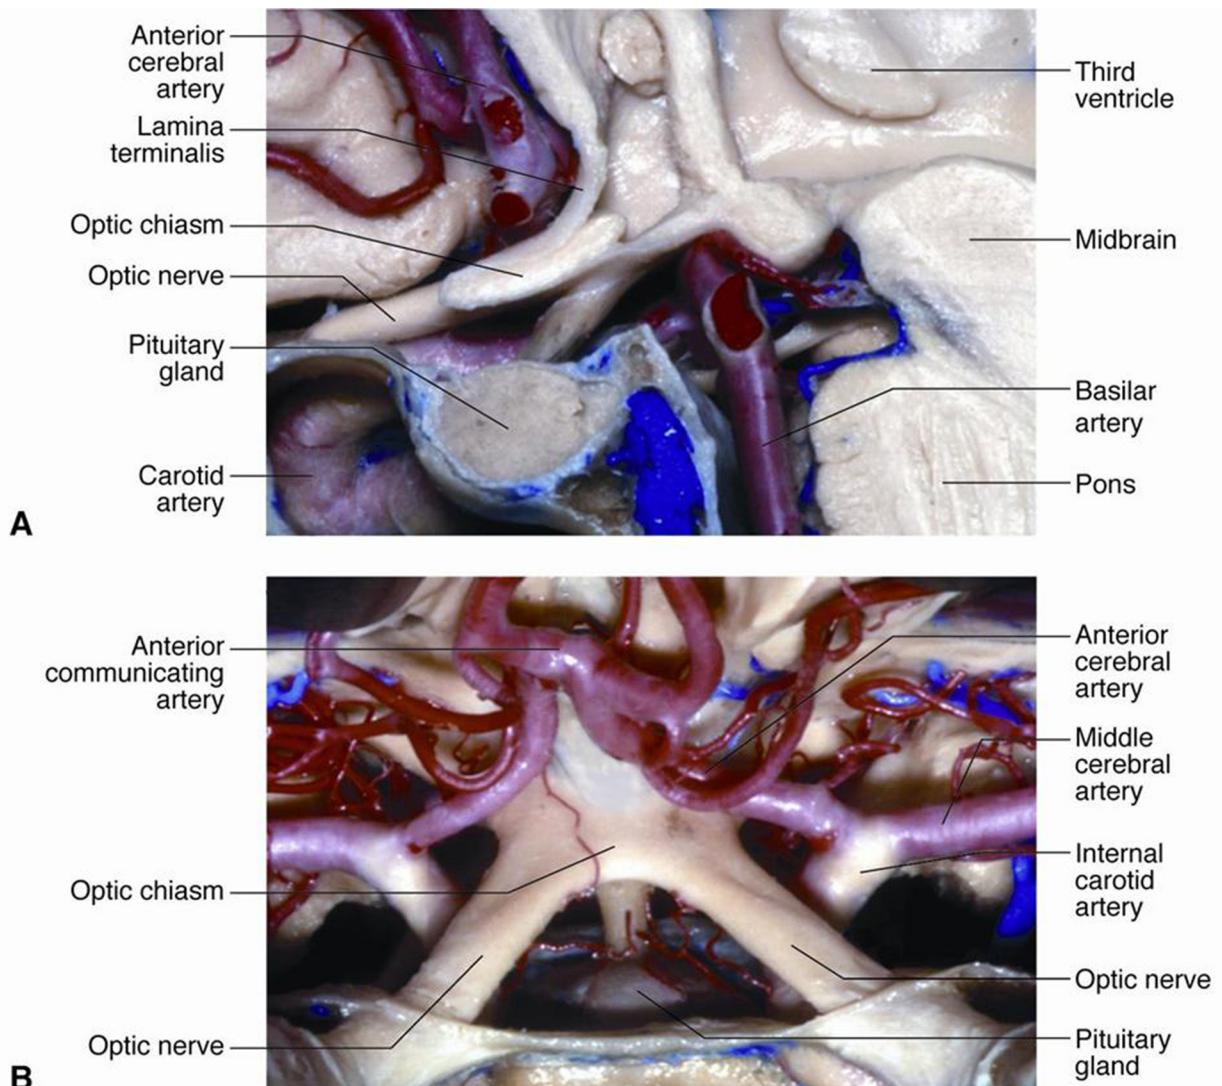 Anterior
cerebral
artery
Lamina
terminalis
Optic chiasm
Optic nerve
Pituitary
gland
Carotid
artery
A
Third
ventricle
Midbrain
Basilar
artery
Pons
Anterior
communicating
artery
Optic chiasm
Optic nerve
B
Anterior
cerebral
artery
Middle
cerebral
artery
Internal
carotid
artery
Optic nerve
Pituitary
gland